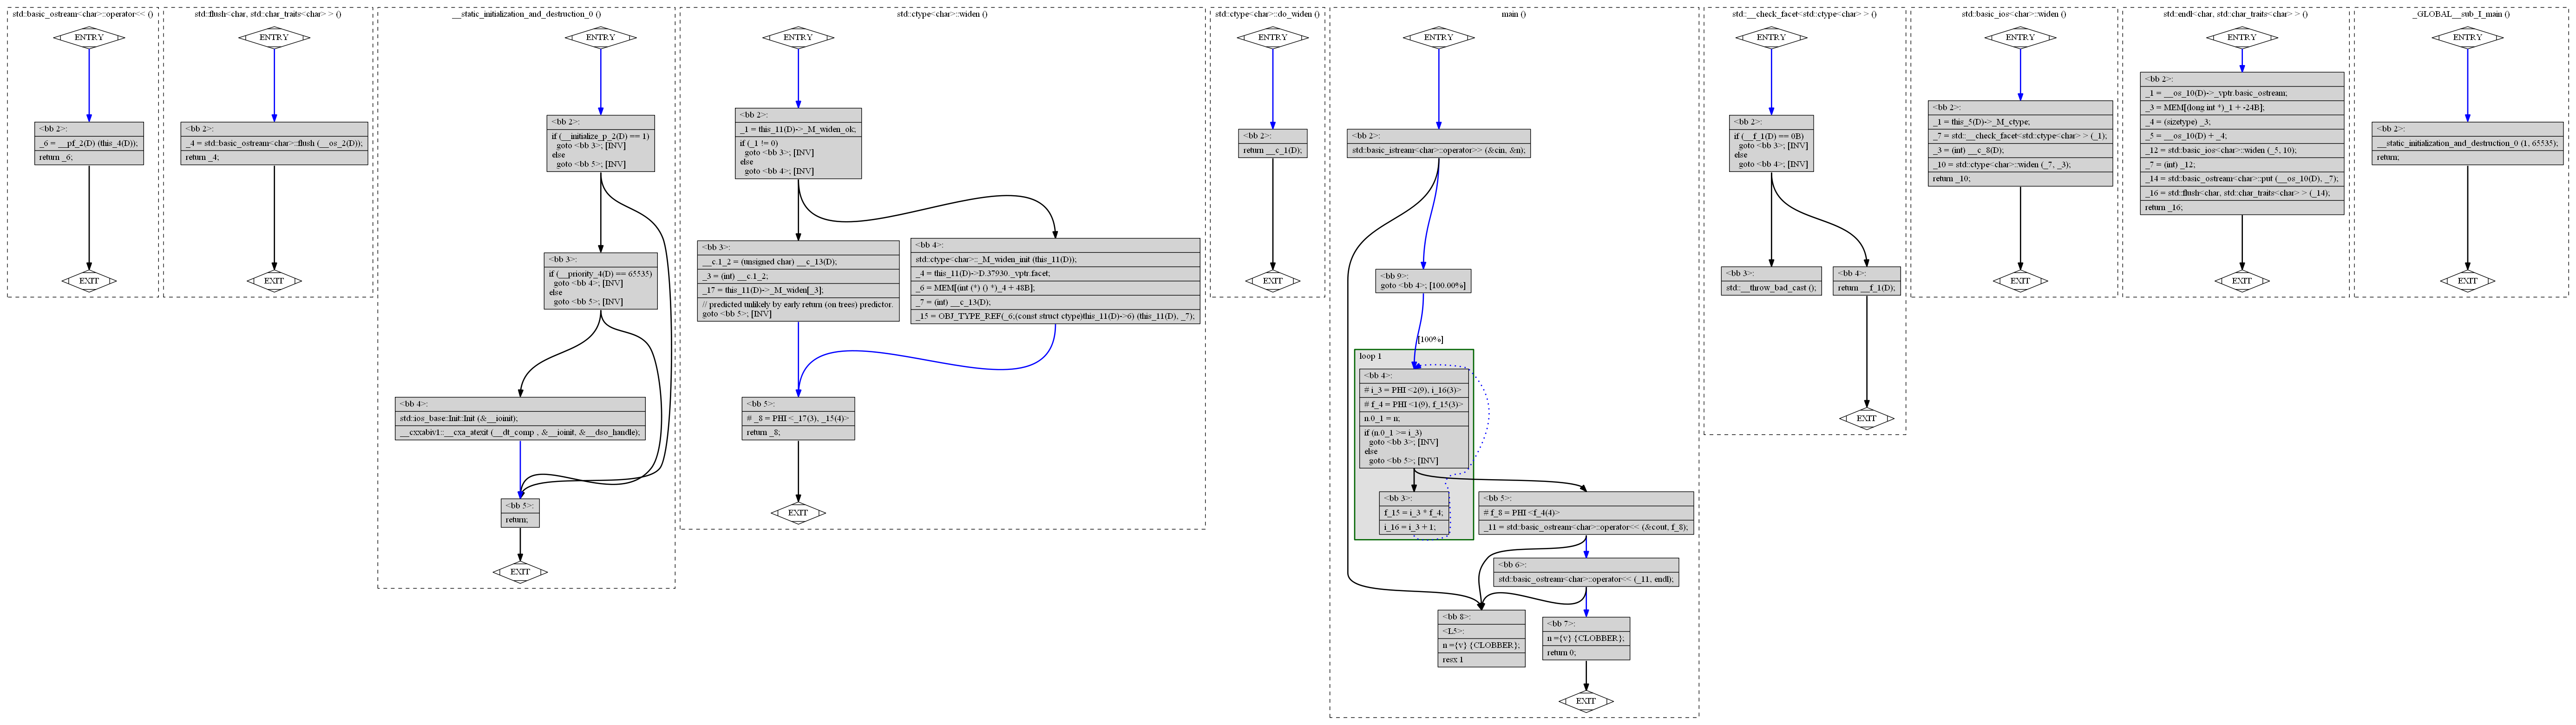 std::basic_ostream<char>::operator<< ()
ENTRY
<bb 2>:
_6 = __pf_2(D) (this_4(D));
return _6;
EXIT
std::flush<char, std::char_traits<char> > ()
ENTRY
<bb 2>:
_4 = std::basic_ostream<char>::flush (__os_2(D));
return _4;
EXIT
__static_initialization_and_destruction_0 ()
ENTRY
<bb 2>:
if (__initialize_p_2(D) == 1)
goto <bb 3>; [INV]
else
goto <bb 5>; [INV]
<bb 3>:
if (__priority_4(D) == 65535)
goto <bb 4>; [INV]
else
goto <bb 5>; [INV]
<bb 4>:
std::ios_base::Init::Init (&__ioinit);
__cxxabiv1::__cxa_atexit (__dt_comp , &__ioinit, &__dso_handle);
<bb 5>:
return;
EXIT
std::ctype<char>::widen ()
ENTRY
<bb 2>:
_1 = this_11(D)->_M_widen_ok;
if (_1 != 0)
goto <bb 3>; [INV]
else
goto <bb 4>; [INV]
<bb 3>:
__c.1_2 = (unsigned char) __c_13(D);
_3 = (int) __c.1_2;
_17 = this_11(D)->_M_widen[_3];
// predicted unlikely by early return (on trees) predictor.
goto <bb 5>; [INV]
<bb 4>:
std::ctype<char>::_M_widen_init (this_11(D));
_4 = this_11(D)->D.37930._vptr.facet;
_6 = MEM[(int (*) () *)_4 + 48B];
_7 = (int) __c_13(D);
_15 = OBJ_TYPE_REF(_6;(const struct ctype)this_11(D)->6) (this_11(D), _7);
<bb 5>:
# _8 = PHI <_17(3), _15(4)>
return _8;
EXIT
std::ctype<char>::do_widen ()
ENTRY
<bb 2>:
return __c_1(D);
EXIT
main ()
ENTRY
<bb 2>:
std::basic_istream<char>::operator>> (&cin, &n);
<bb 9>:
goto <bb 4>; [100.00%]
[100%]
loop 1
<bb 4>:
# i_3 = PHI <2(9), i_16(3)>
# f_4 = PHI <1(9), f_15(3)>
n.0_1 = n;
if (n.0_1 >= i_3)
goto <bb 3>; [INV]
else
goto <bb 5>; [INV]
<bb 3>:
f_15 = i_3 * f_4;
i_16 = i_3 + 1;
<bb 5>:
# f_8 = PHI <f_4(4)>
_11 = std::basic_ostream<char>::operator<< (&cout, f_8);
<bb 6>:
std::basic_ostream<char>::operator<< (_11, endl);
<bb 8>:
<L5>:
n ={v} {CLOBBER};
resx 1
<bb 7>:
n ={v} {CLOBBER};
return 0;
EXIT
std::__check_facet<std::ctype<char> > ()
ENTRY
<bb 2>:
if (__f_1(D) == 0B)
goto <bb 3>; [INV]
else
goto <bb 4>; [INV]
<bb 3>:
std::__throw_bad_cast ();
<bb 4>:
return __f_1(D);
EXIT
std::basic_ios<char>::widen ()
ENTRY
<bb 2>:
_1 = this_5(D)->_M_ctype;
_7 = std::__check_facet<std::ctype<char> > (_1);
_3 = (int) __c_8(D);
_10 = std::ctype<char>::widen (_7, _3);
return _10;
EXIT
std::endl<char, std::char_traits<char> > ()
ENTRY
<bb 2>:
_1 = __os_10(D)->_vptr.basic_ostream;
_3 = MEM[(long int *)_1 + -24B];
_4 = (sizetype) _3;
_5 = __os_10(D) + _4;
_12 = std::basic_ios<char>::widen (_5, 10);
_7 = (int) _12;
_14 = std::basic_ostream<char>::put (__os_10(D), _7);
_16 = std::flush<char, std::char_traits<char> > (_14);
return _16;
EXIT
_GLOBAL__sub_I_main ()
ENTRY
<bb 2>:
__static_initialization_and_destruction_0 (1, 65535);
return;
EXIT